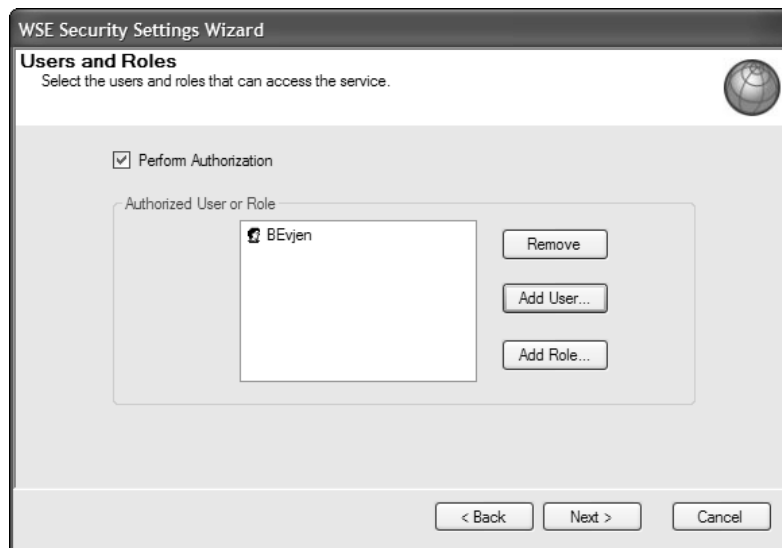 WSE Security Settings Wizard
Users and Roles
Select the users and roles that can access the service.
Perform Authorization
Authorized User or Role
BEvjen
Remove
Add User...
Add Role...
< Back
Next >
Cancel